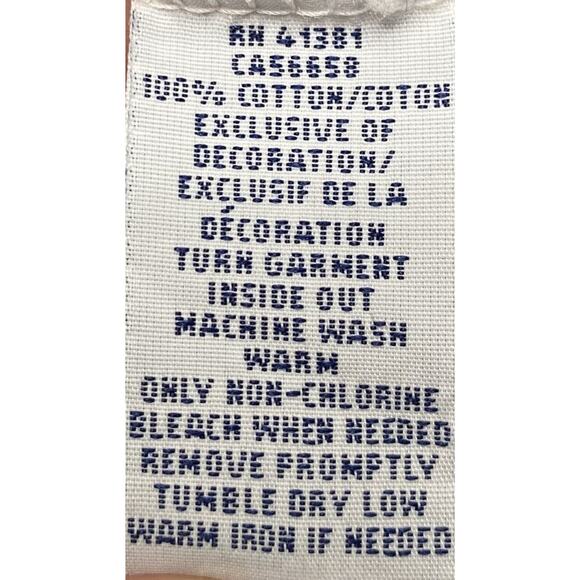 RN 41381
CA56658
100% COTTON/COTON
EXCLUSIVE OF
DECORATION/
EXCLUSIF DE LA
DÉCORATION
TURN GARMENT
INSIDE OUT
MACHINE WASH
WARM
ONLY NON-CHLORINE
BLEACH WHEN NEEDED
REMOVE PROMPTLY
TUMBLE DRY LOW
WARM IRON IF NEEDED